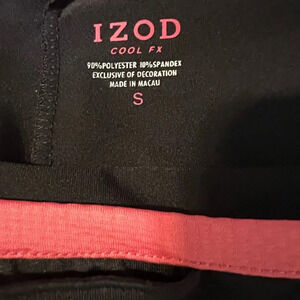 IZOD
COOL FX
90%POLYESTER 10%SPANDEX
EXCLUSIVE OF DECORATION
MADE IN MACAU
S